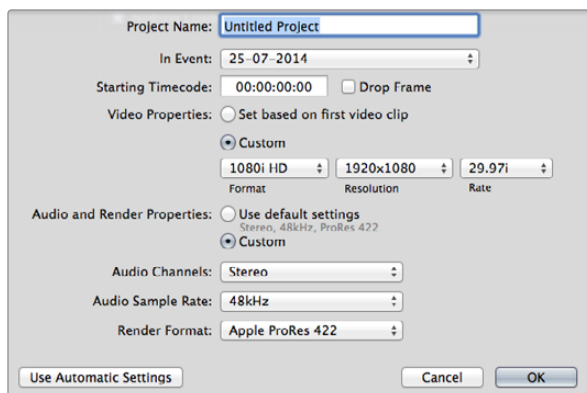 Project Name: Untitled Project
In Event: 25-07-2014
Starting Timecode: 00:00:00:00 Drop Frame
Video Properties: Set based on first video clip
Custom
1080i HD 1920x1080 29.97i
Format Resolution Rate
Audio and Render Properties: Use default settings
Stereo, 48kHz, ProRes 422
Custom
Audio Channels: Stereo
Audio Sample Rate: 48kHz
Render Format: Apple ProRes 422
Use Automatic Settings Cancel OK